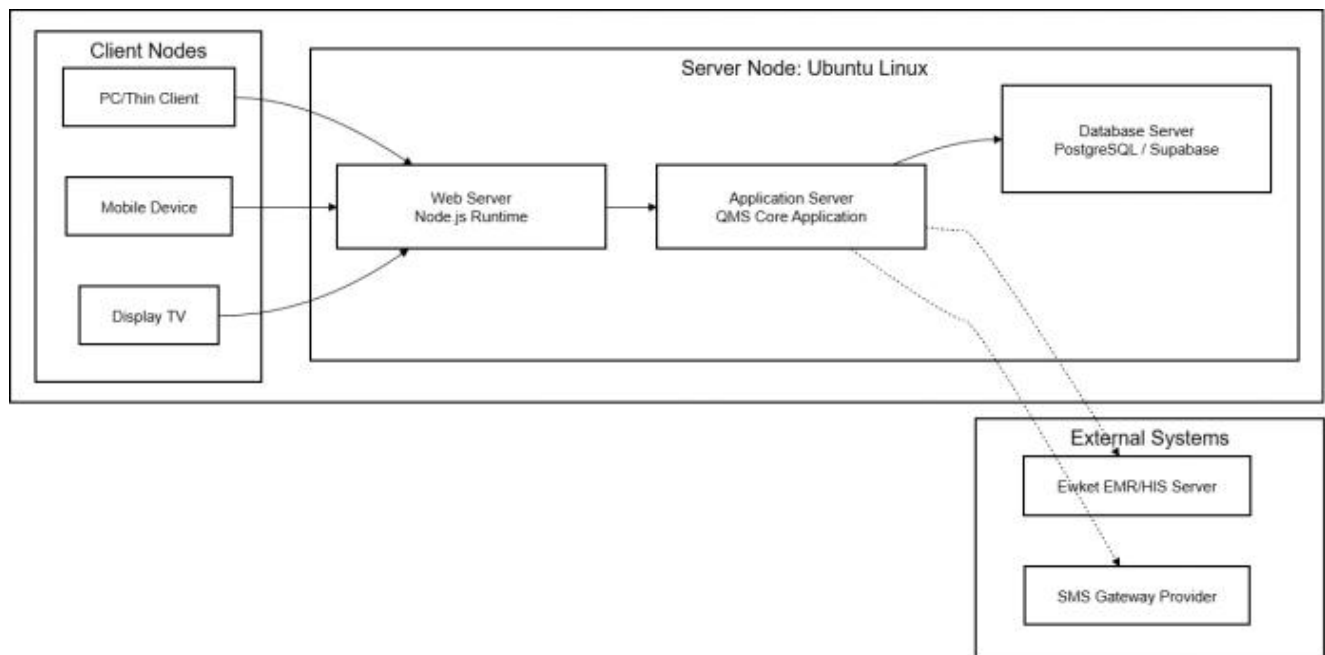 Client Nodes
PC/Thin Client
Mobile Device
Display TV
Server Node: Ubuntu Linux
Web Server
Node.js Runtime
Application Server
QMS Core Application
Database Server
PostgreSQL / Supabase
External Systems
Ewket EMR/HIS Server
SMS Gateway Provider